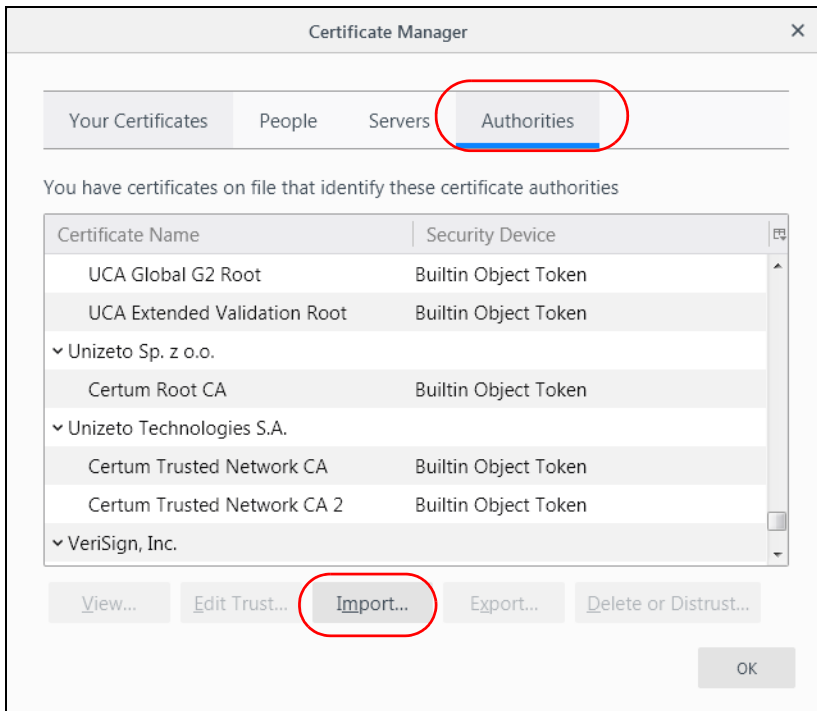 Certificate Manager
Your Certificates People Servers Authorities
You have certificates on file that identify these certificate authorities
Certificate Name Security Device
UCA Global G2 Root Builtin Object Token
UCA Extended Validation Root Builtin Object Token
Unizeto Sp. z o.o.
Certum Root CA Builtin Object Token
Unizeto Technologies S.A.
Certum Trusted Network CA Builtin Object Token
Certum Trusted Network CA 2 Builtin Object Token
VeriSign, Inc.
View... Edit Trust... Import... Export... Delete or Distrust...
OK